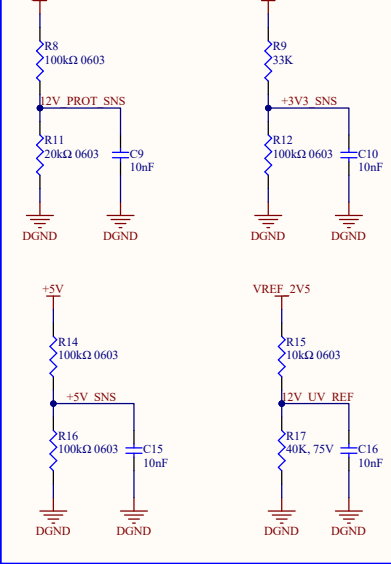 R8
100kΩ 0603
12V_PROT_SNS
R11
20kΩ 0603
C9
10nF
DGND
DGND
R9
33K
+3V3_SNS
R12
100kΩ 0603
C10
10nF
DGND
DGND
+5V
R14
100kΩ 0603
+5V_SNS
R16
100kΩ 0603
C15
10nF
DGND
DGND
VREF_2V5
R15
10kΩ 0603
12V_UV_REF
R17
40K, 75V
C16
10nF
DGND
DGND